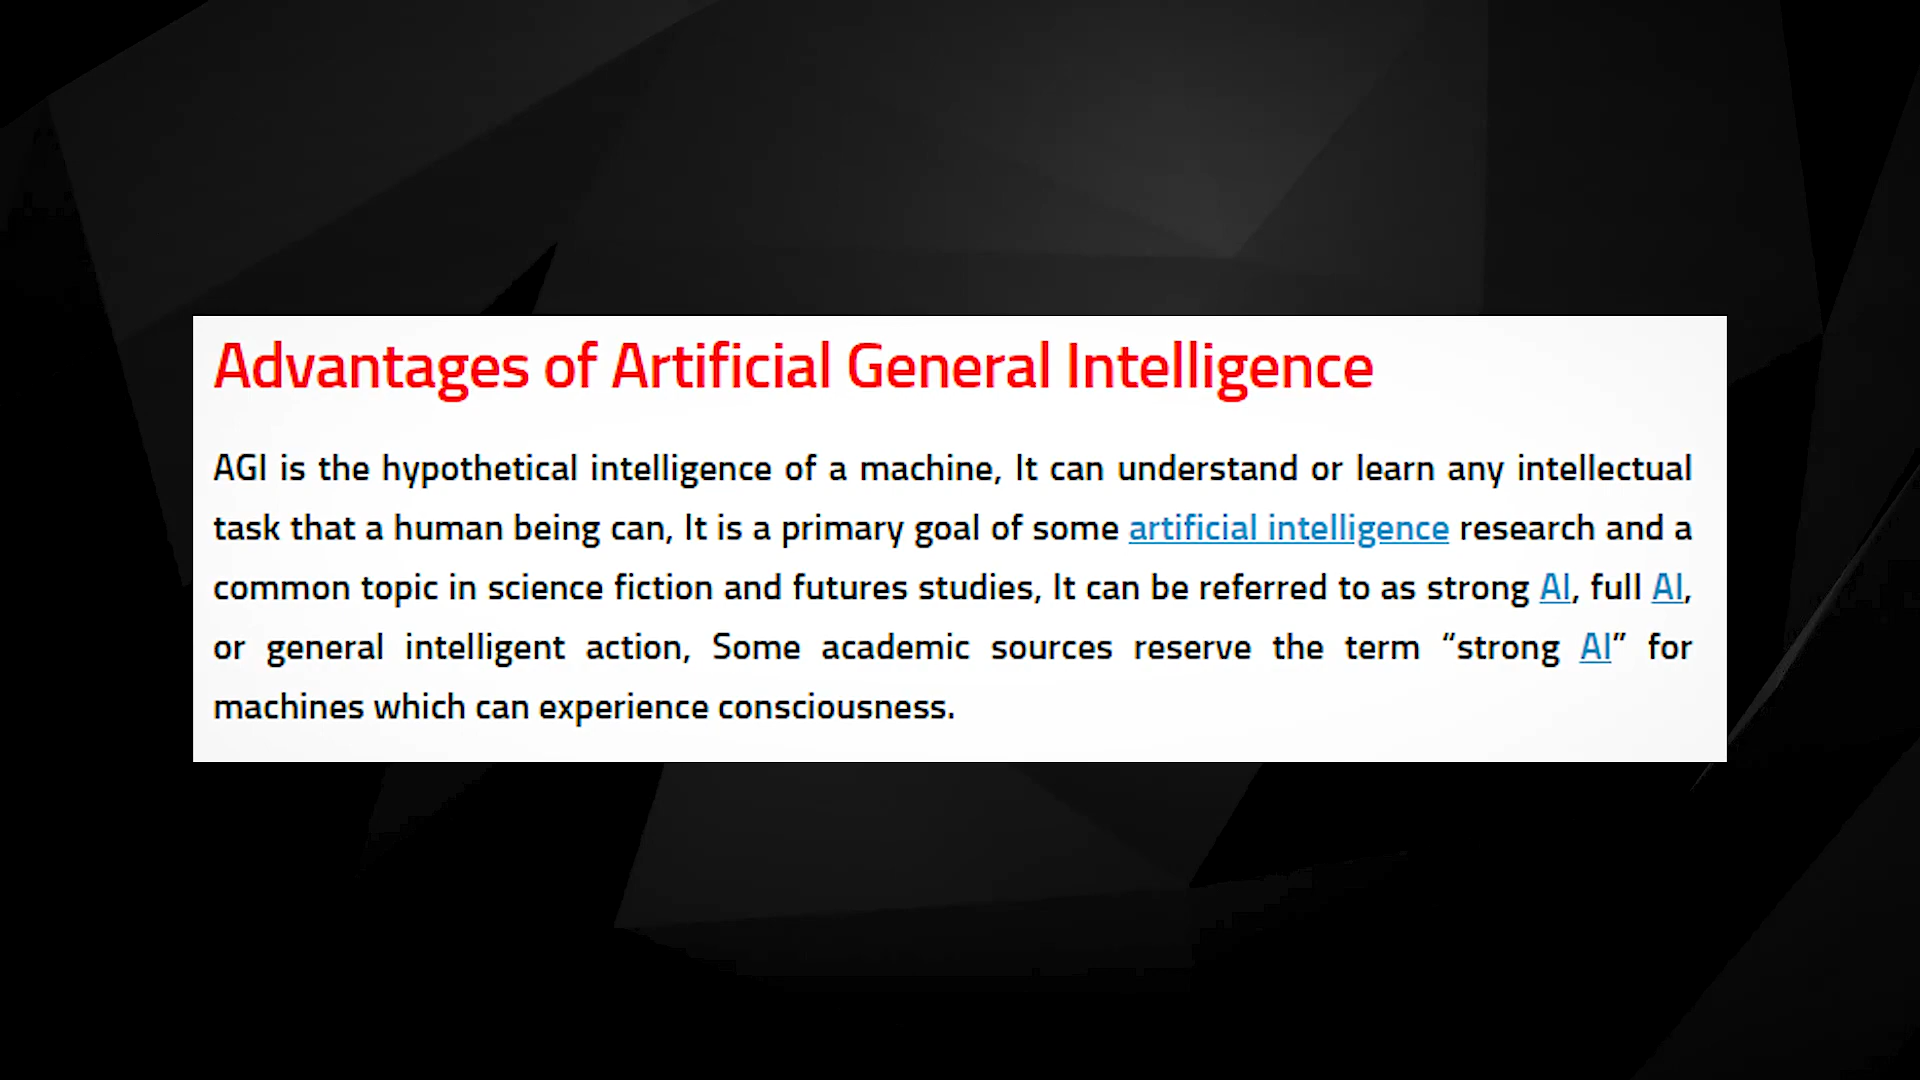 Advantages of Artificial General Intelligence
AGI is the hypothetical intelligence of a machine, It can understand or learn any intellectual
task that a human being can, It is a primary goal of some artificial intelligence research and a
common topic in science fiction and futures studies, It can be referred to as strong AI, full AI,
or general intelligent action, Some academic sources reserve the term “strong AI” for
machines which can experience consciousness.